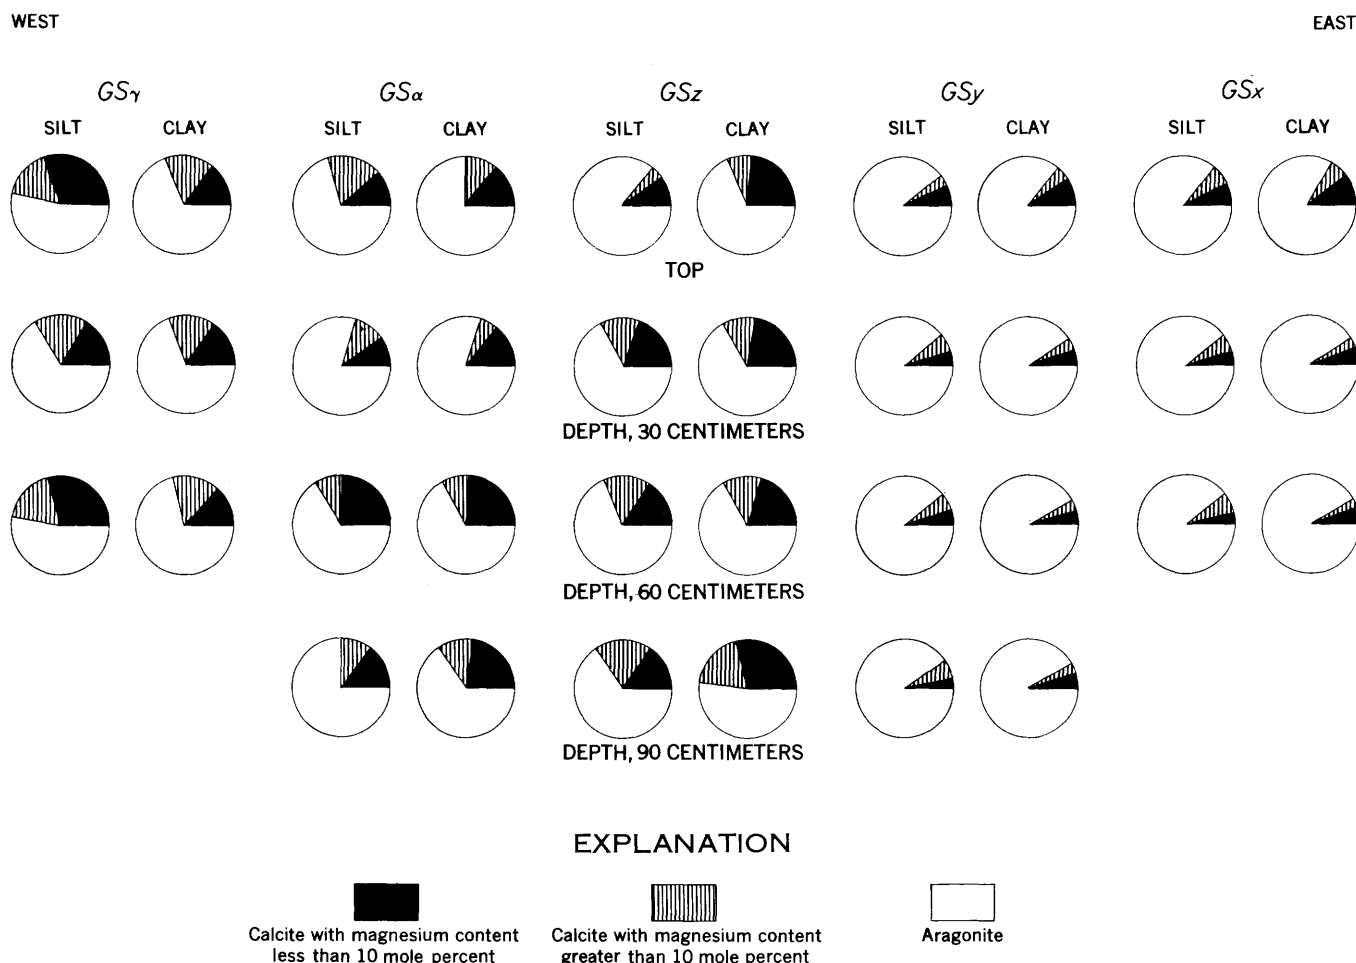 WEST EAST
GSγ GSα GSz GSy GSx
SILT CLAY SILT CLAY SILT CLAY SILT CLAY SILT CLAY
TOP
DEPTH, 30 CENTIMETERS
DEPTH, 60 CENTIMETERS
DEPTH, 90 CENTIMETERS
EXPLANATION
Calcite with magnesium content
less than 10 mole percent
Calcite with magnesium content
greater than 10 mole percent
Aragonite